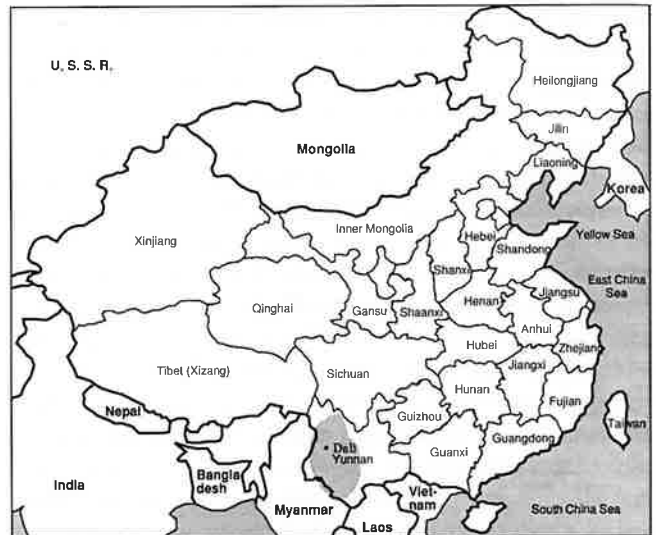 U. S. S. R.
Heilongjiang
Jilin
Mongolia
Liaoning
Korea
Inner Mongolia
Hebei
Yellow Sea
Xinjiang
Shandong
Shanxi
East China
Sea
Jiangsu
Qinghai
Gansu
Shaanxi
Henan
Anhui
Hubei
Zhejiang
Tibet (Xizang)
Sichuan
Jiangxi
Hunan
Nepal
Guizhou
Fujian
Taiwan
Guangdong
Dali
Yunnan
Guanxi
Bangla
desh
India
Viet-
nam
Myanmar
South China Sea
Laos